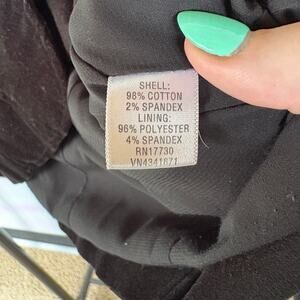 SHELL:
98% COTTON
2% SPANDEX
LINING:
96% POLYESTER
4% SPANDEX
RN17730
VN4341671